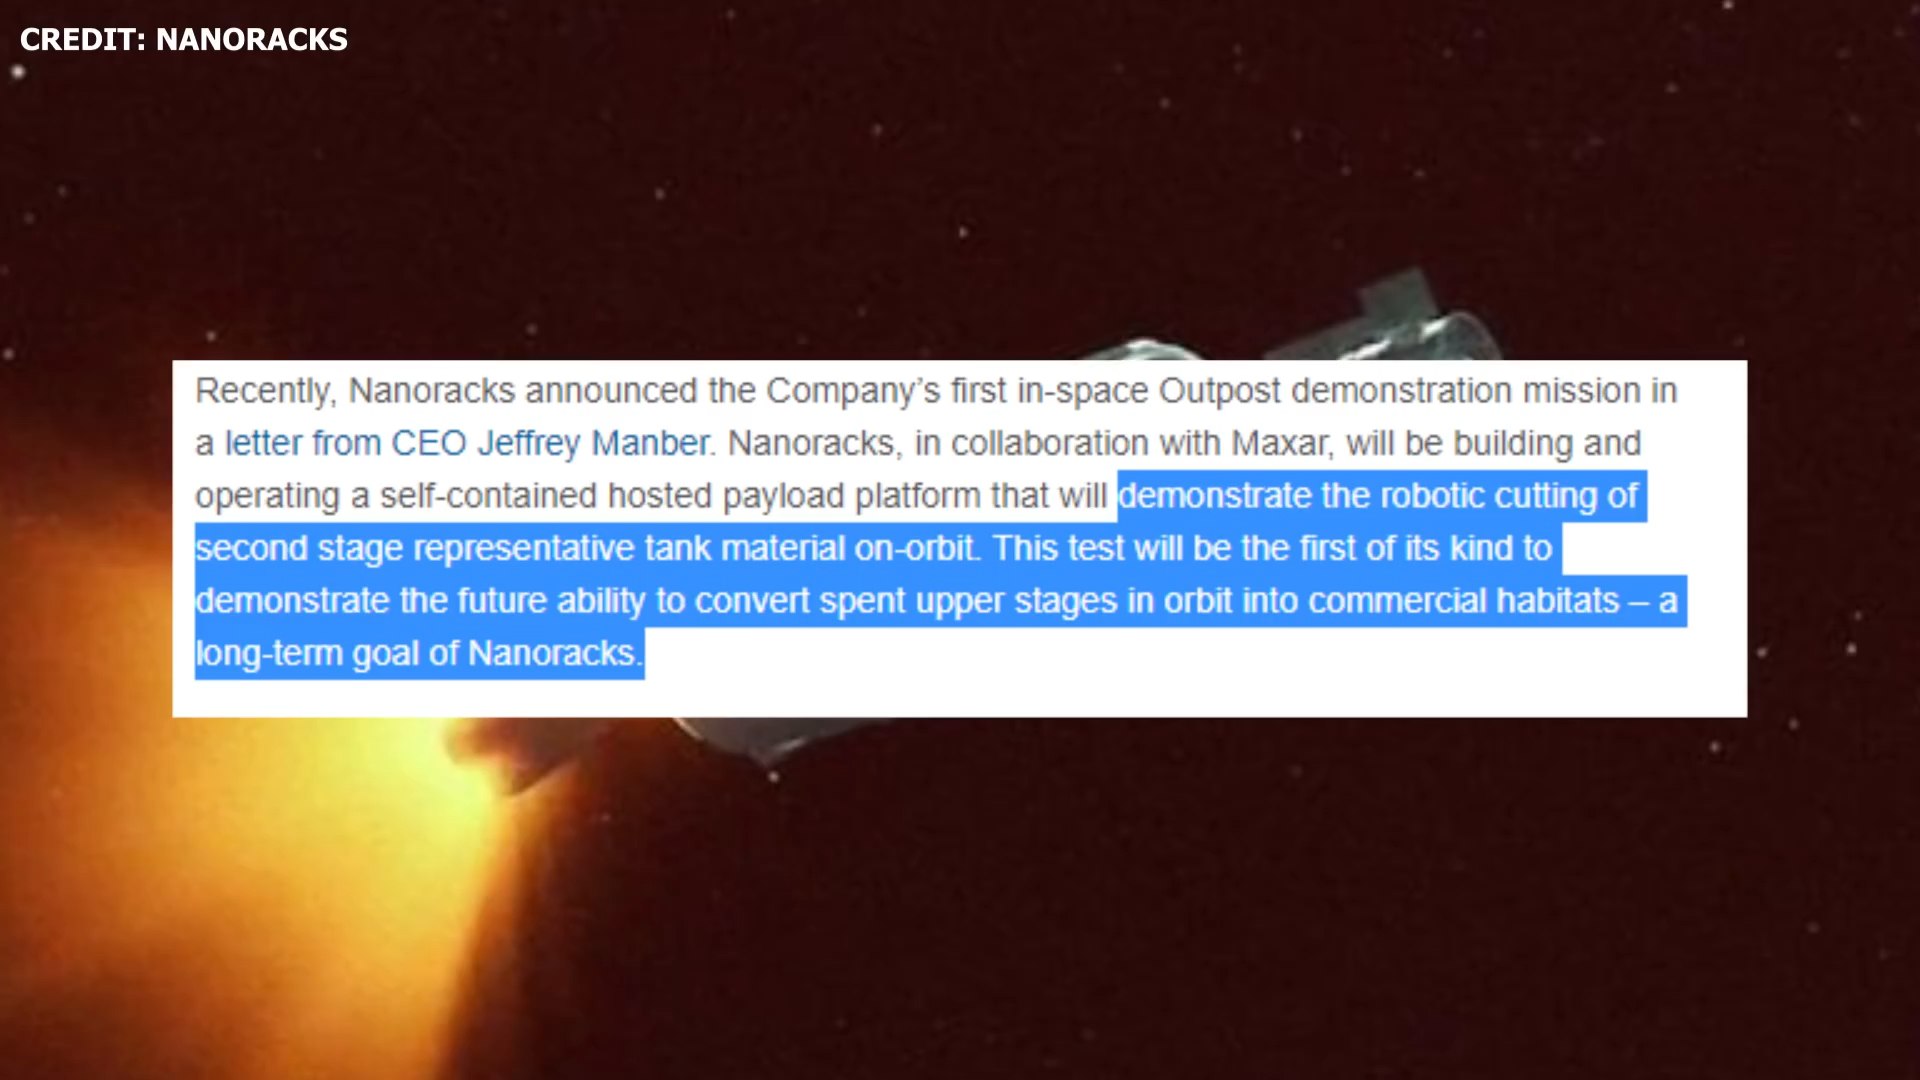 CREDIT: NANORACKS
Recently, Nanoracks announced the Company’s first in-space Outpost demonstration mission in
a letter from CEO Jeffrey Manber. Nanoracks, in collaboration with Maxar, will be building and
operating a self-contained hosted payload platform that will demonstrate the robotic cutting of
second stage representative tank material on-orbit. This test will be the first of its kind to
demonstrate the future ability to convert spent upper stages in orbit into commercial habitats – a
long-term goal of Nanoracks.